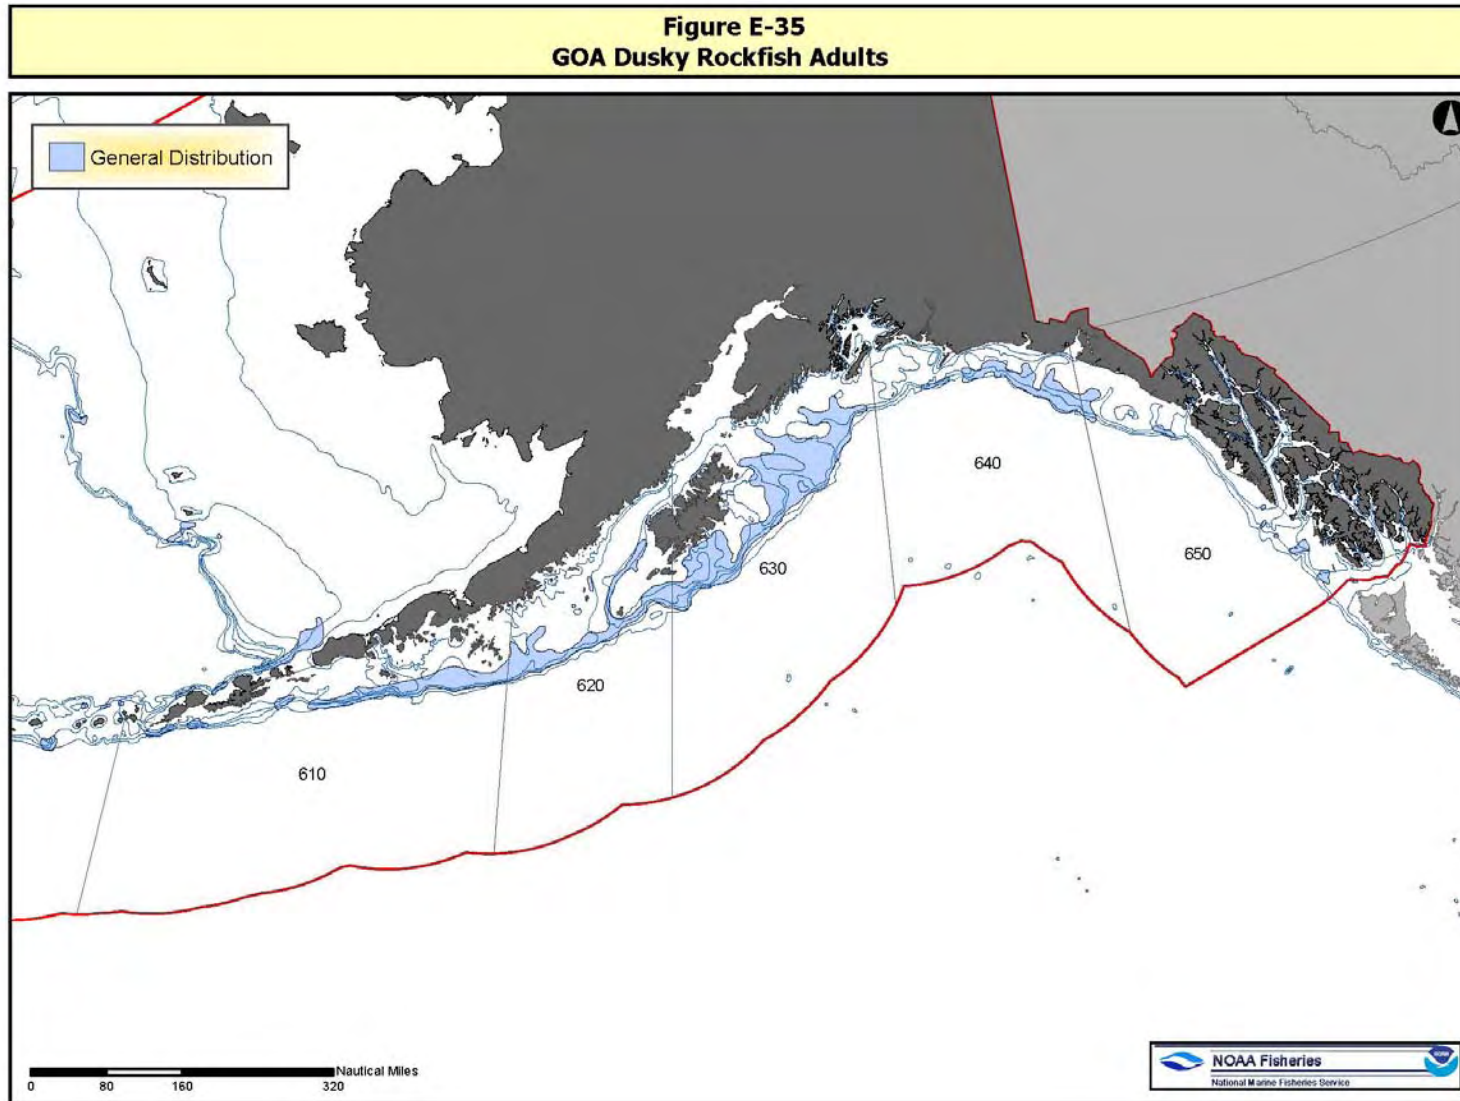 Figure E-35
GOA Dusky Rockfish Adults
General Distribution
640
650
630
620
610
Nautical Miles
0 80 160 320
NOAA Fisheries
National Marine Fisheries Service